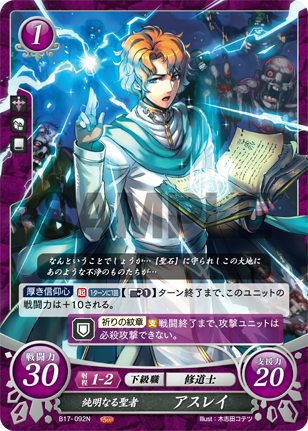 1
SAMPLE
なんということでしょうか…【聖石】に守られしこの大地に
あのような不浄のものたちが…
厚き信仰心 起 1ターンに1回 【1】ターン終了まで、このユニットの
戦闘力は+10される。
祈りの紋章 支 戦闘終了まで、攻撃ユニットは
必殺攻撃できない。
戦闘力
30
射程 1-2 下級職 修道士
支援力
20
純明なる聖者 アスレイ
B17-092N
Illust:木志田コテツ